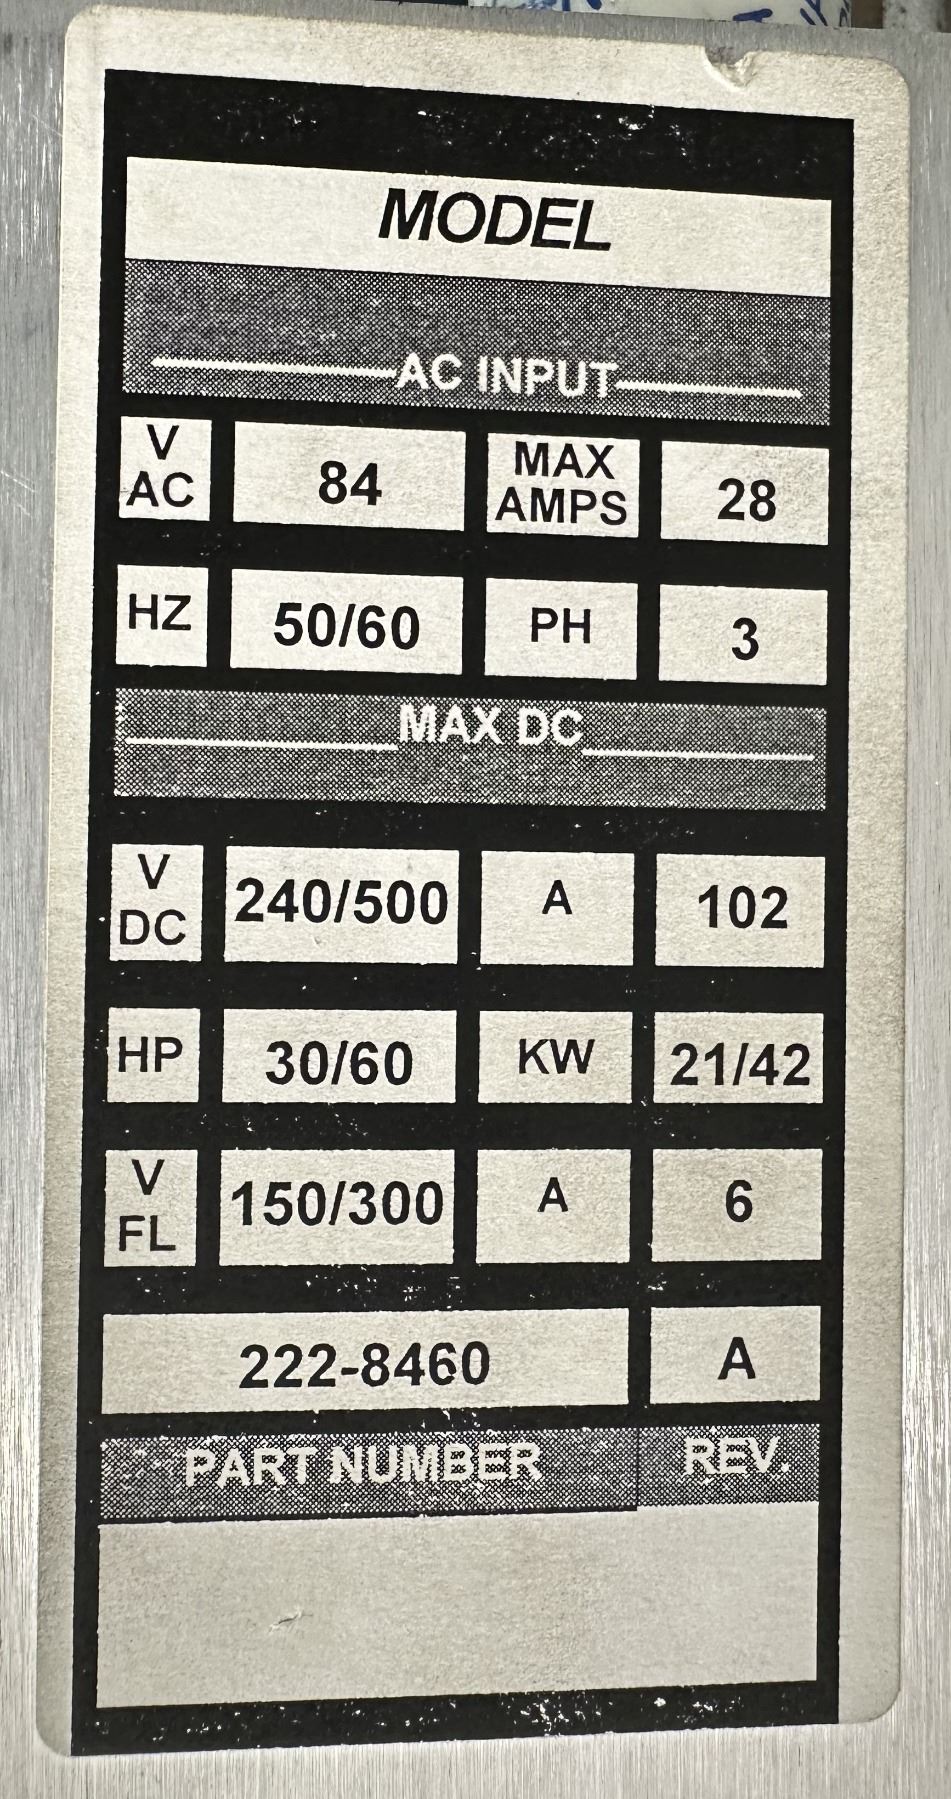 MODEL
AC INPUT
V AC 84 MAX AMPS 28
HZ 50/60 PH 3
MAX DC
V DC 240/500 A 102
HP 30/60 KW 21/42
V FL 150/300 A 6
222-8460 A
PART NUMBER REV.